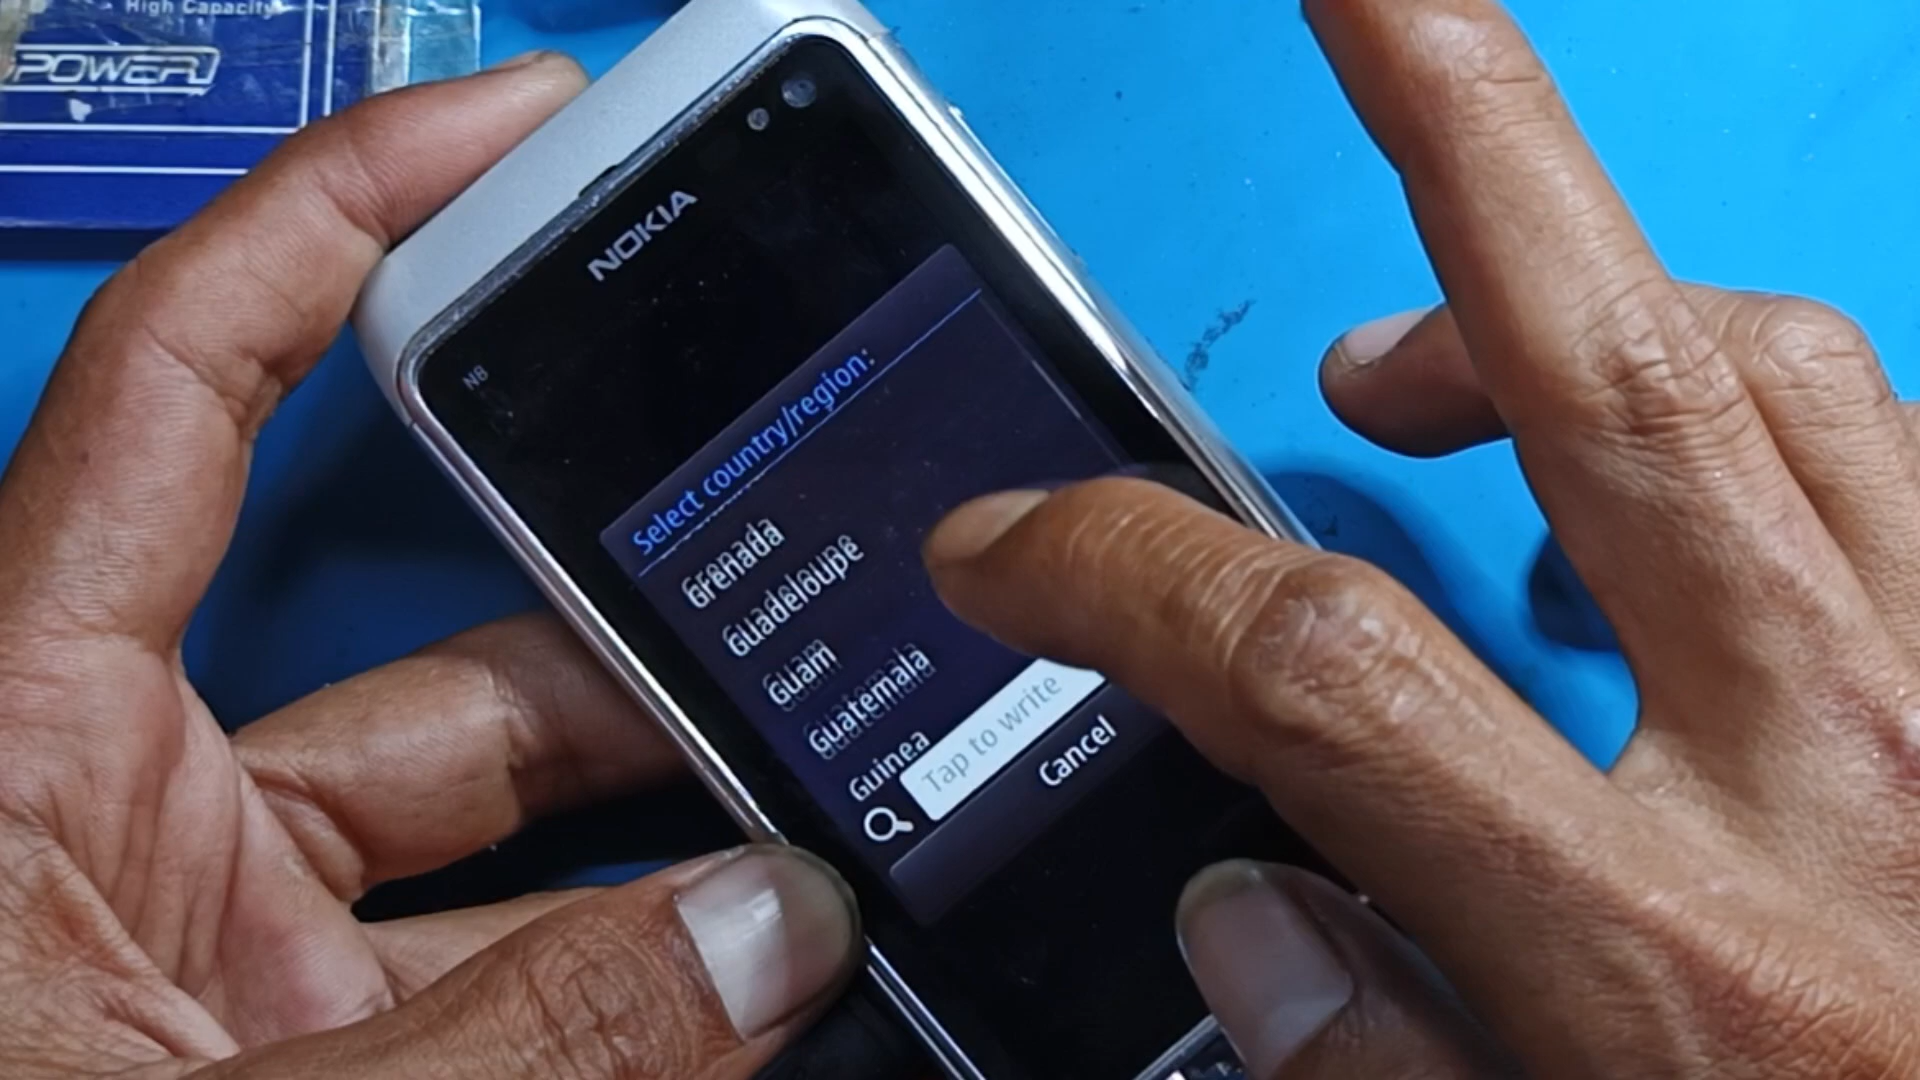 High Capacity
POWER
NOKIA
N8
Select country/region:
Grenada
Guadeloupe
Guam
Guatemala
Guinea
Tap to write
Cancel